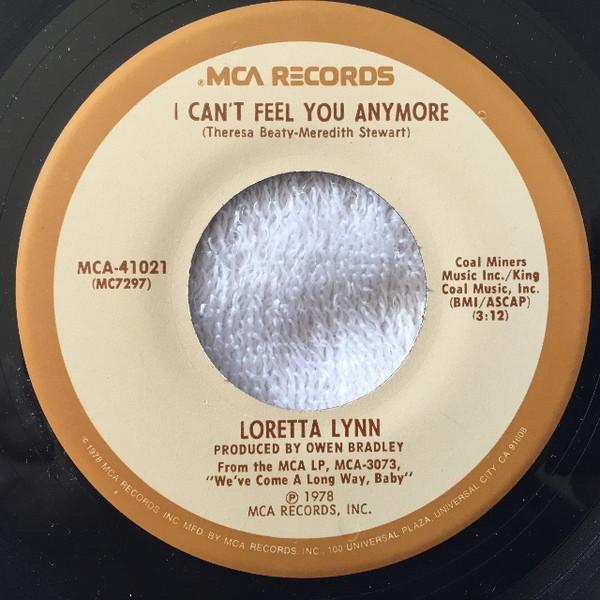 MCA RECORDS
I CAN'T FEEL YOU ANYMORE
(Theresa Beaty-Meredith Stewart)
MCA-41021
(MC7297)
Coal Miners
Music Inc./King
Coal Music, Inc.
(BMI/ASCAP)
(3:12)
LORETTA LYNN
PRODUCED BY OWEN BRADLEY
From the MCA LP, MCA-3073,
"We've Come A Long Way, Baby"
℗ 1978
MCA RECORDS, INC.
© 1978 MCA RECORDS INC. MFD. BY MCA RECORDS, INC., 100 UNIVERSAL PLAZA, UNIVERSAL CITY, CA 91608